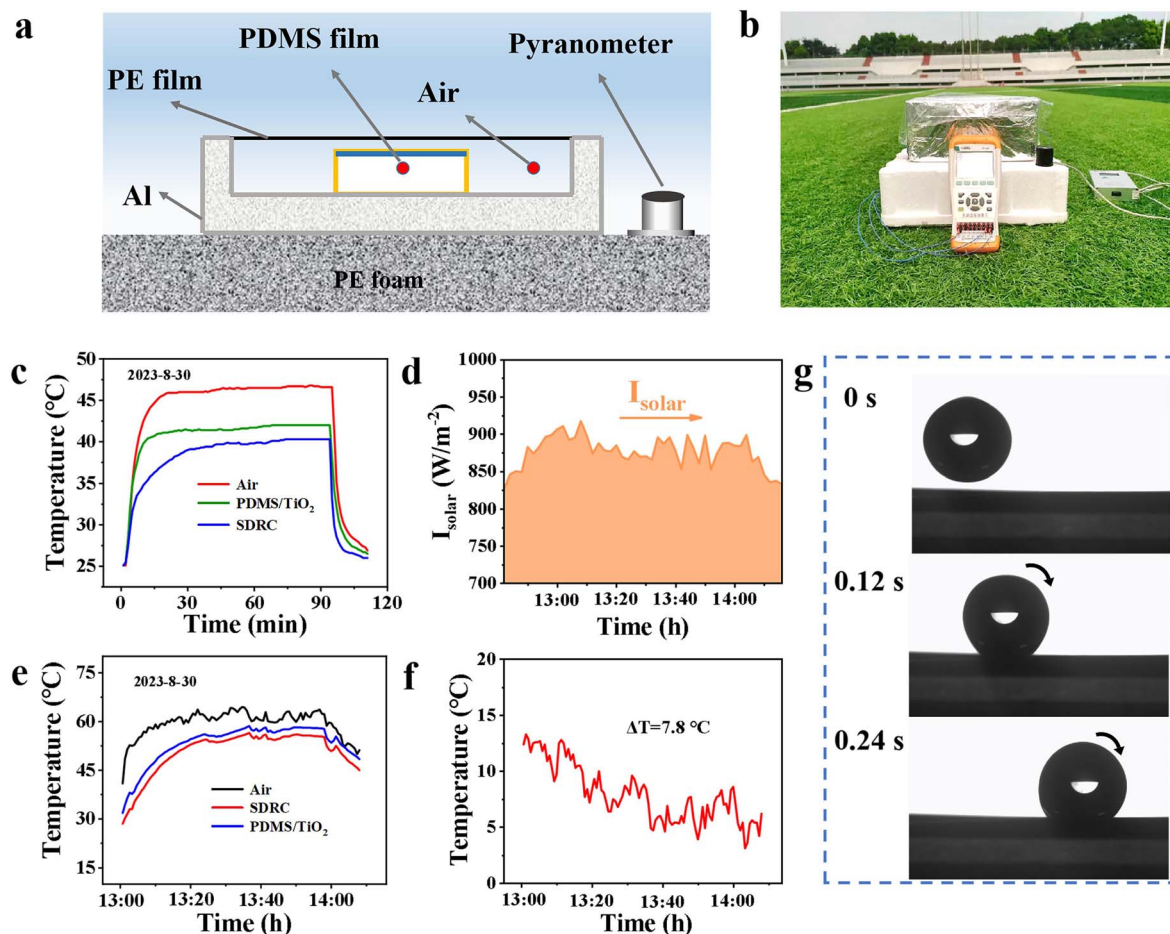 a
PDMS film
PE film
Air
Pyranometer
Al
PE foam
b
c
2023-8-30
Temperature (°C)
50
45
40
35
30
25
Air
PDMS/TiO₂
SDRC
0
30
60
90
120
Time (min)
d
I_solar (W/m⁻²)
1000
950
900
850
800
750
700
I_solar
13:00
13:20
13:40
14:00
Time (h)
e
2023-8-30
Temperature (°C)
75
60
45
30
15
Air
SDRC
PDMS/TiO₂
13:00
13:20
13:40
14:00
Time (h)
f
Temperature (°C)
20
15
10
5
0
ΔT=7.8 °C
13:00
13:20
13:40
14:00
Time (h)
g
0 s
0.12 s
0.24 s